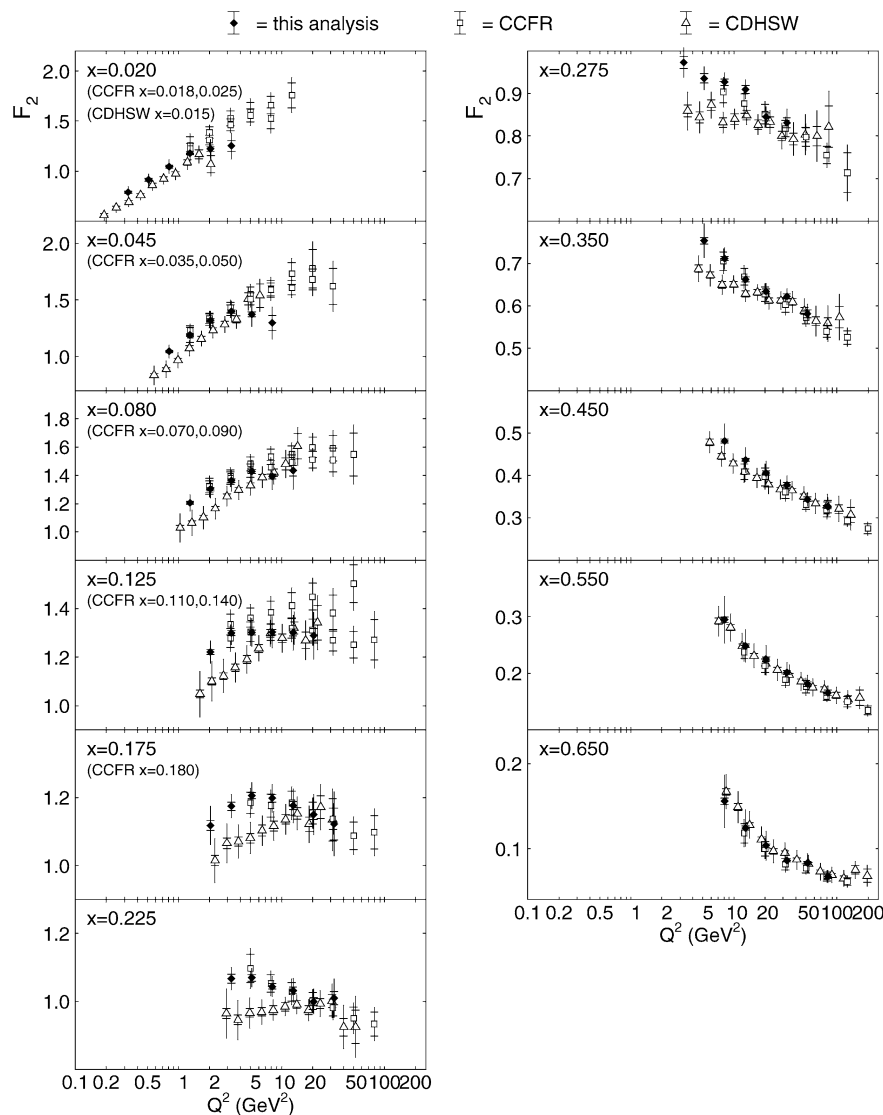 = this analysis = CCFR = CDHSW
F2
x=0.020
(CCFR x=0.018,0.025)
(CDHSW x=0.015)
2.0
1.5
1.0
x=0.045
(CCFR x=0.035,0.050)
2.0
1.5
1.0
x=0.080
(CCFR x=0.070,0.090)
1.8
1.6
1.4
1.2
1.0
x=0.125
(CCFR x=0.110,0.140)
1.6
1.4
1.2
1.0
x=0.175
(CCFR x=0.180)
1.2
1.0
x=0.225
1.2
1.0
0.1 0.2 0.5 1 2 5 10 20 50 100 200
Q² (GeV²)
F2
x=0.275
0.9
0.8
0.7
x=0.350
0.7
0.6
0.5
x=0.450
0.5
0.4
0.3
x=0.550
0.3
0.2
x=0.650
0.2
0.1
0.1 0.2 0.5 1 2 5 10 20 50 100 200
Q² (GeV²)